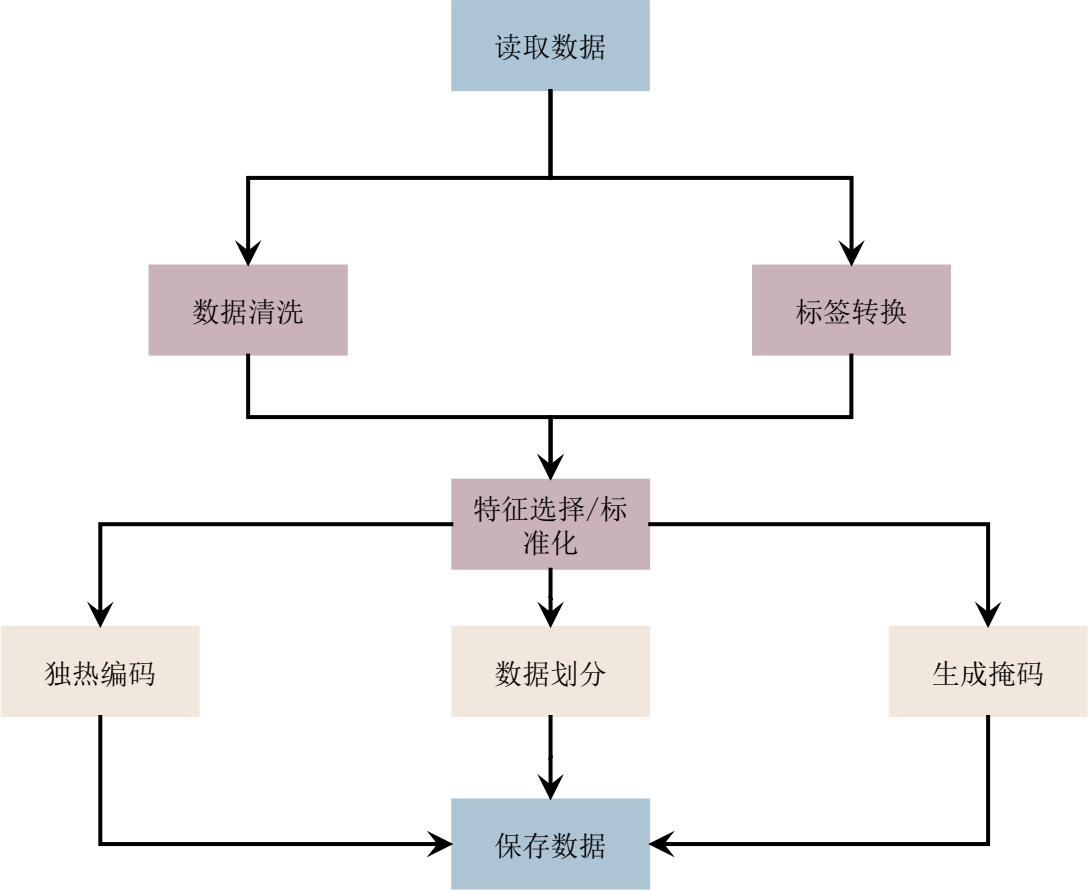 读取数据
数据清洗
标签转换
特征选择/标
准化
独热编码
数据划分
生成掩码
保存数据